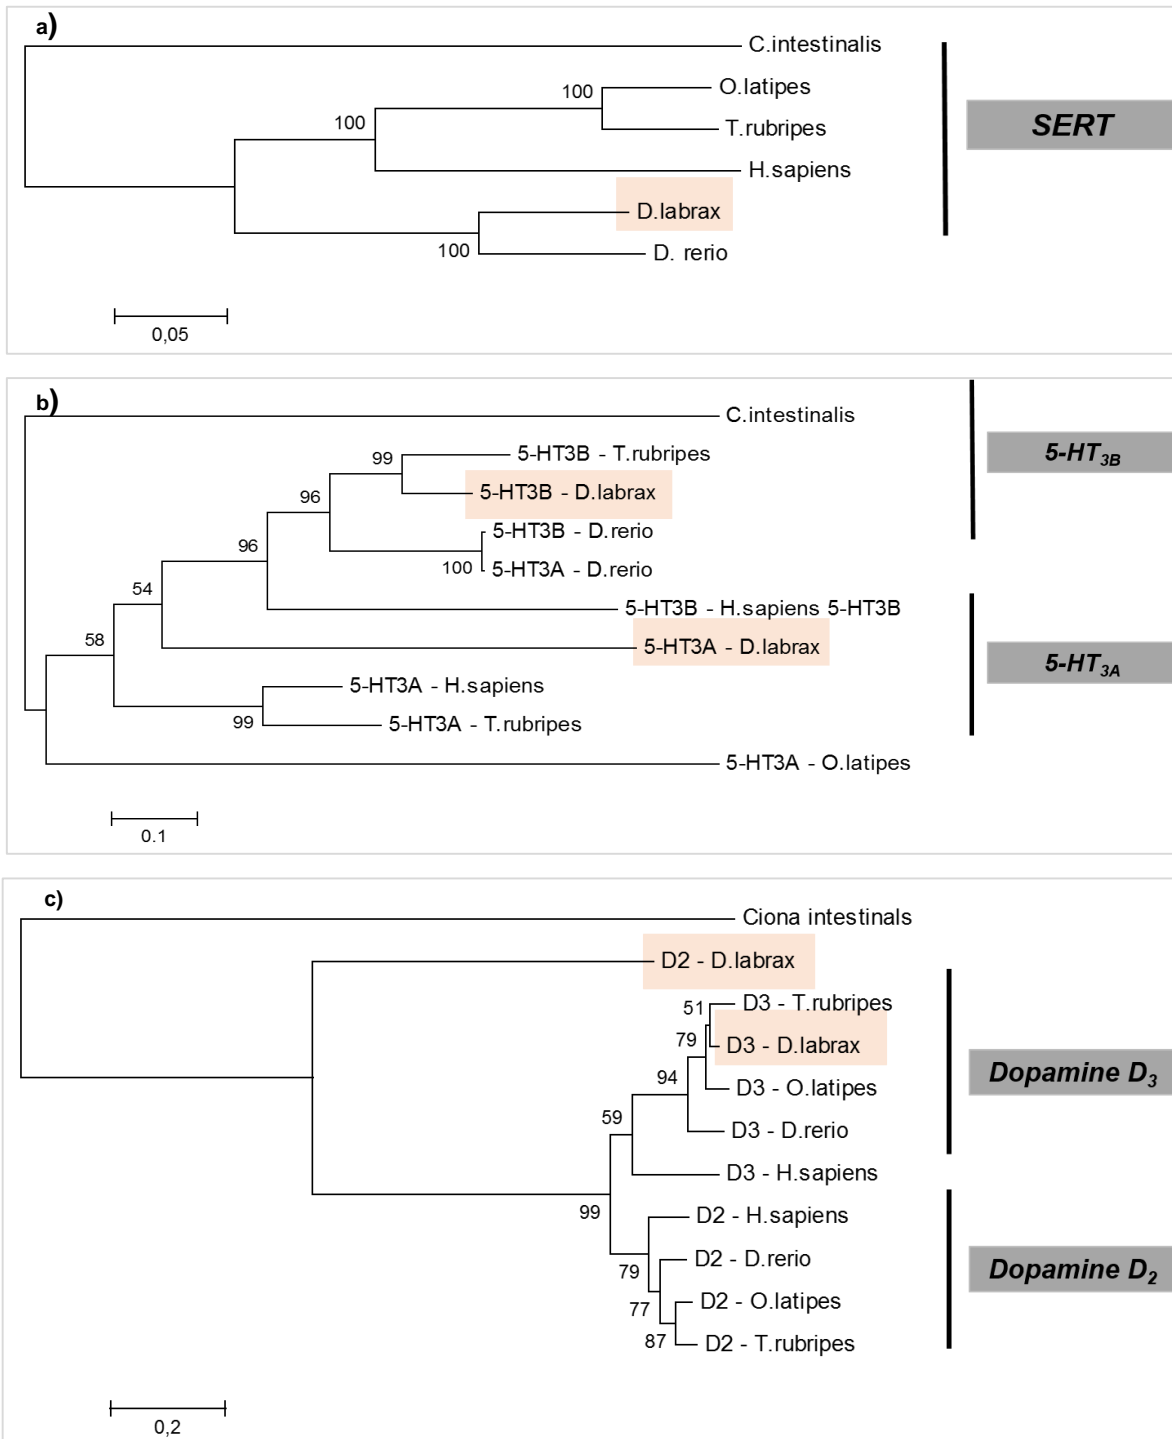 a)
C.intestinalis
O.latipes
100
T.rubripes
100
SERT
H.sapiens
D.labrax
100
D. rerio
0,05
b)
C.intestinalis
99
5-HT3B - T.rubripes
5-HT3B
96
5-HT3B - D.labrax
5-HT3B - D.rerio
96
100
5-HT3A - D.rerio
54
5-HT3B - H.sapiens 5-HT3B
58
5-HT3A - D.labrax
5-HT3A
5-HT3A - H.sapiens
99
5-HT3A - T.rubripes
5-HT3A - O.latipes
0.1
c)
Ciona intestinals
D2 - D.labrax
51
D3 - T.rubripes
79
D3 - D.labrax
Dopamine D3
94
D3 - O.latipes
59
D3 - D.rerio
D3 - H.sapiens
99
D2 - H.sapiens
79
D2 - D.rerio
Dopamine D2
77
D2 - O.latipes
87
D2 - T.rubripes
0,2